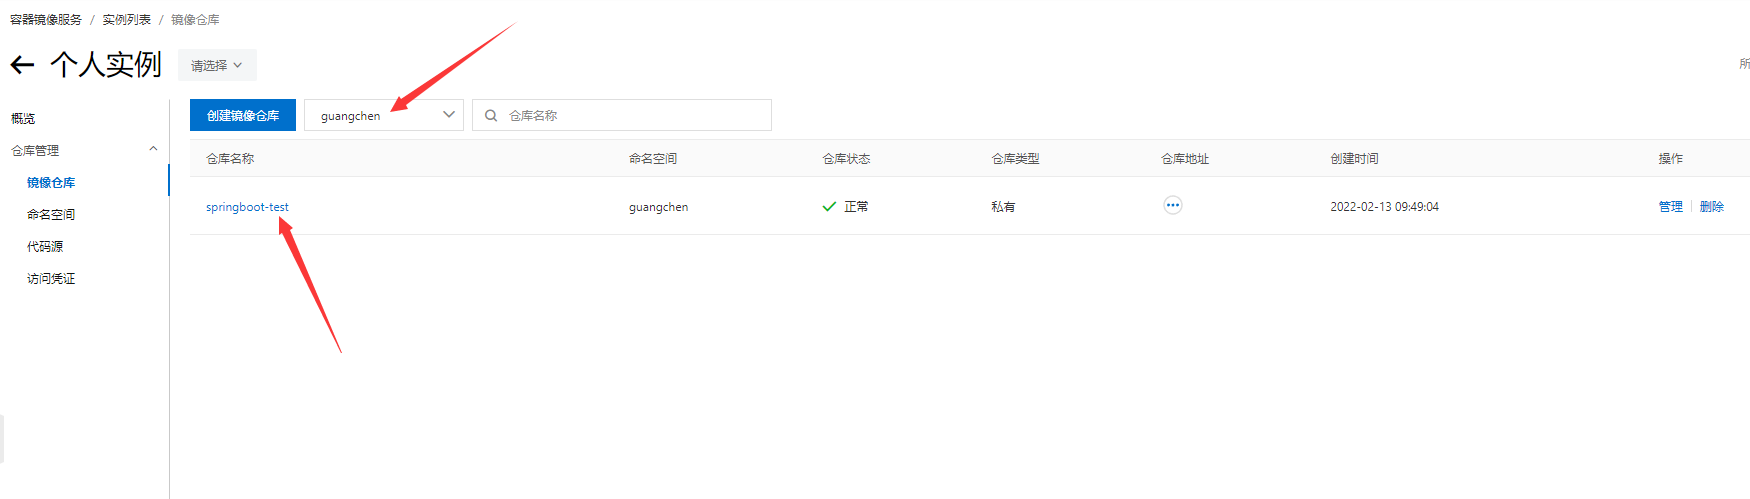 容器镜像服务 / 实例列表 / 镜像仓库
个人实例 请选择
所
概览
仓库管理
镜像仓库
命名空间
代码源
访问凭证
创建镜像仓库 guangchen 仓库名称
仓库名称 命名空间 仓库状态 仓库类型 仓库地址 创建时间 操作
springboot-test guangchen 正常 私有 2022-02-13 09:49:04 管理 删除